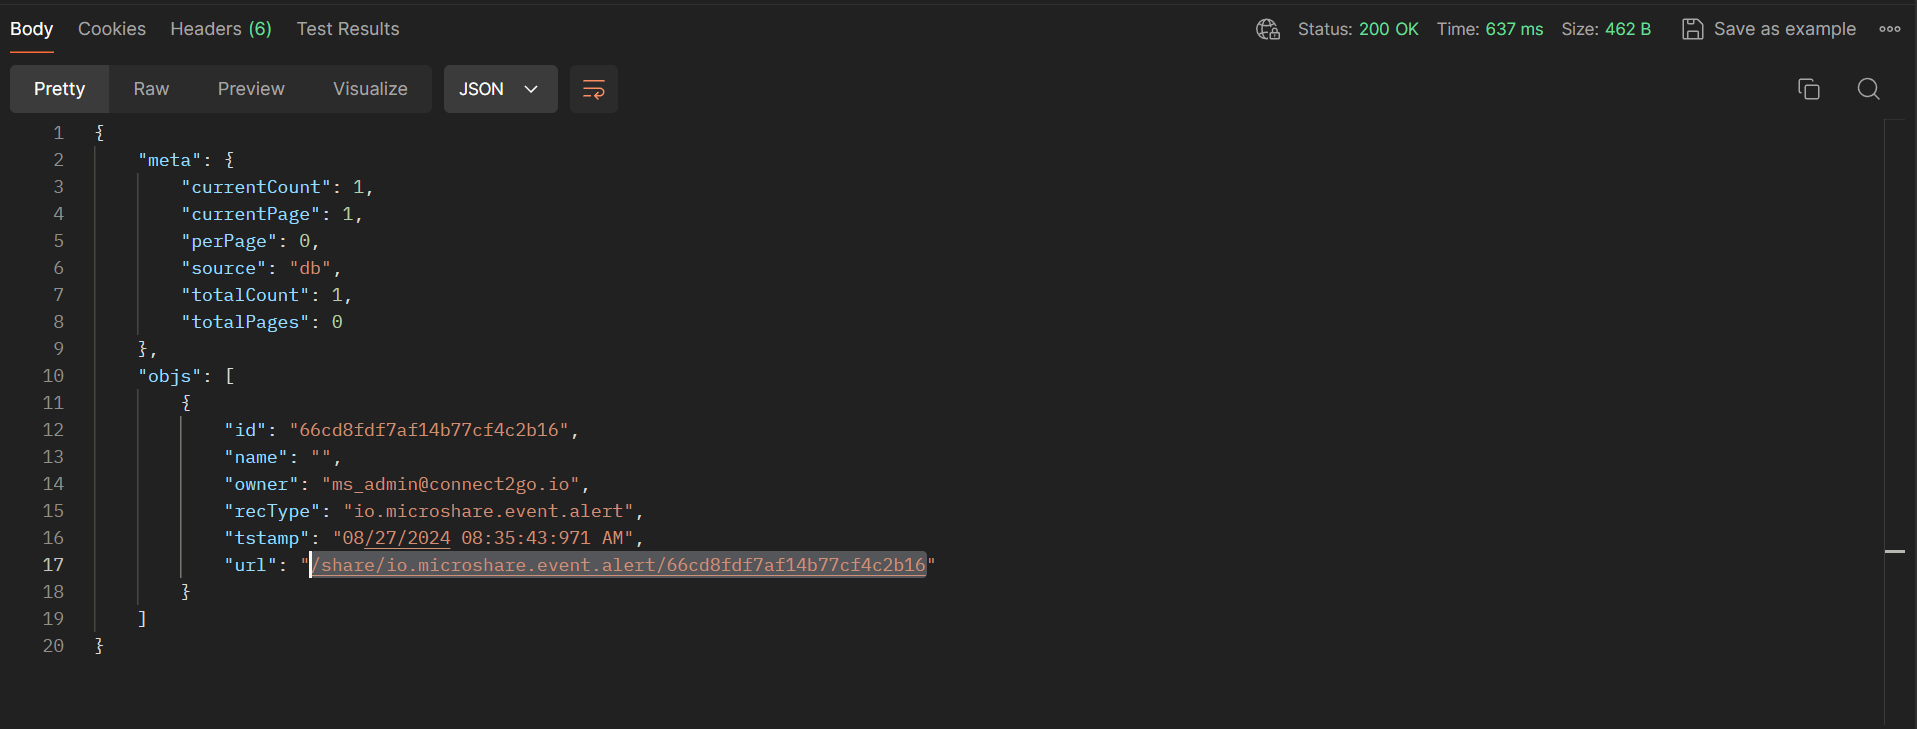 Body Cookies Headers (6) Test Results Status: 200 OK Time: 637 ms Size: 462 B Save as example
Pretty Raw Preview Visualize JSON
1 {
2 "meta": {
3 "currentCount": 1,
4 "currentPage": 1,
5 "perPage": 0,
6 "source": "db",
7 "totalCount": 1,
8 "totalPages": 0
9 },
10 "objs": [
11 {
12 "id": "66cd8fdf7af14b77cf4c2b16",
13 "name": "",
14 "owner": "ms_admin@connect2go.io",
15 "recType": "io.microshare.event.alert",
16 "tstamp": "08/27/2024 08:35:43:971 AM",
17 "url": "/share/io.microshare.event.alert/66cd8fdf7af14b77cf4c2b16"
18 }
19 ]
20 }